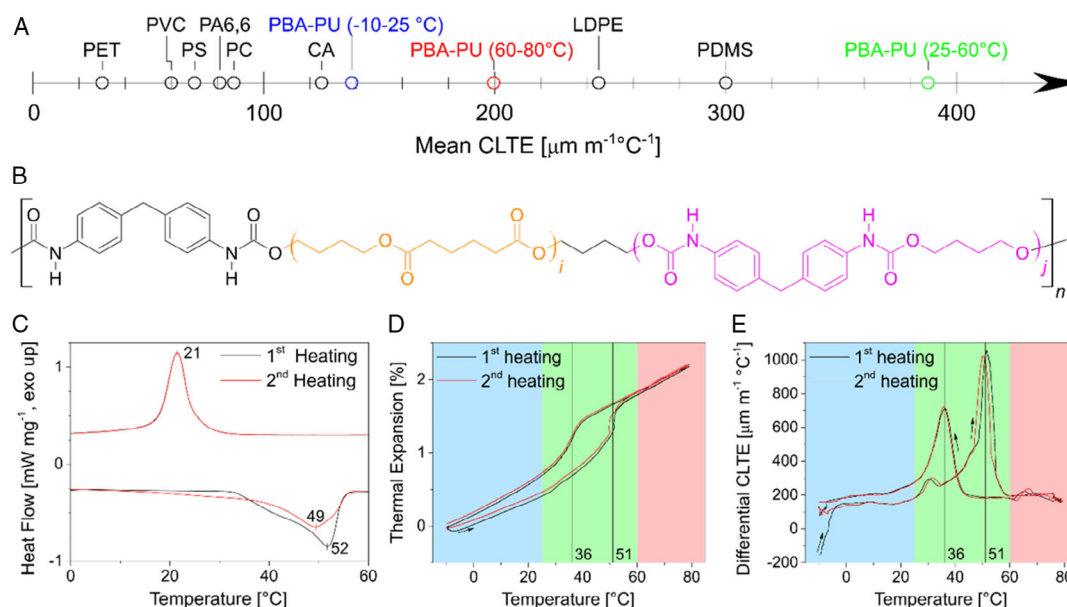 A
PVC PA6,6 PBA-PU (-10-25 °C) LDPE PBA-PU (25-60°C)
PET PS PC CA PBA-PU (60-80°C) PDMS
0 100 200 300 400
Mean CLTE [µm m⁻¹°C⁻¹]
B
O H O O H O
N N O O O O N N O O
H H O O O H O
i j n
C
21
1ˢᵗ Heating
2ⁿᵈ Heating
49
52
1
0
-1
Heat Flow [mW mg⁻¹, exo up]
0 20 40 60
Temperature [°C]
D
1ˢᵗ heating
2ⁿᵈ heating
36 51
2
1
0
Thermal Expansion [%]
0 20 40 60 80
Temperature [°C]
E
1ˢᵗ heating
2ⁿᵈ heating
36 51
1000
800
600
400
200
0
-200
Differential CLTE [µm m⁻¹ °C⁻¹]
0 20 40 60 80
Temperature [°C]